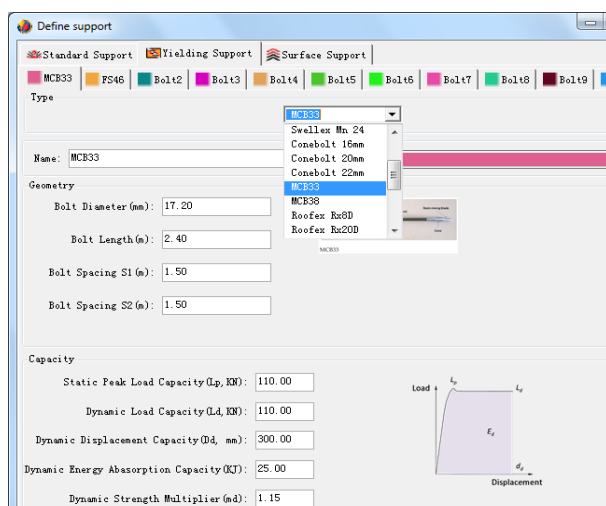 Define support
Standard Support Yielding Support Surface Support
MCB33 FS46 Bolt2 Bolt3 Bolt4 Bolt5 Bolt6 Bolt7 Bolt8 Bolt9
Type
MCB33
Swellex Mn 24
Conebolt 16mm
Conebolt 20mm
Conebolt 22mm
MCB33
MCB38
Roofex Rx8D
Roofex Rx20D
Name: MCB33
Geometry
Bolt Diameter(mm): 17.20
Bolt Length(m): 2.40
MCB33
Bolt Spacing S1(m): 1.50
Bolt Spacing S2(m): 1.50
Capacity
Static Peak Load Capacity(Lp, KN): 110.00
Dynamic Load Capacity(Ld, KN): 110.00
Dynamic Displacement Capacity(Dd, mm): 300.00
Dynamic Energy Abasorption Capacity(KJ): 25.00
Dynamic Strength Multiplier(md): 1.15
Load Lp Ld
Ed
dd
Displacement